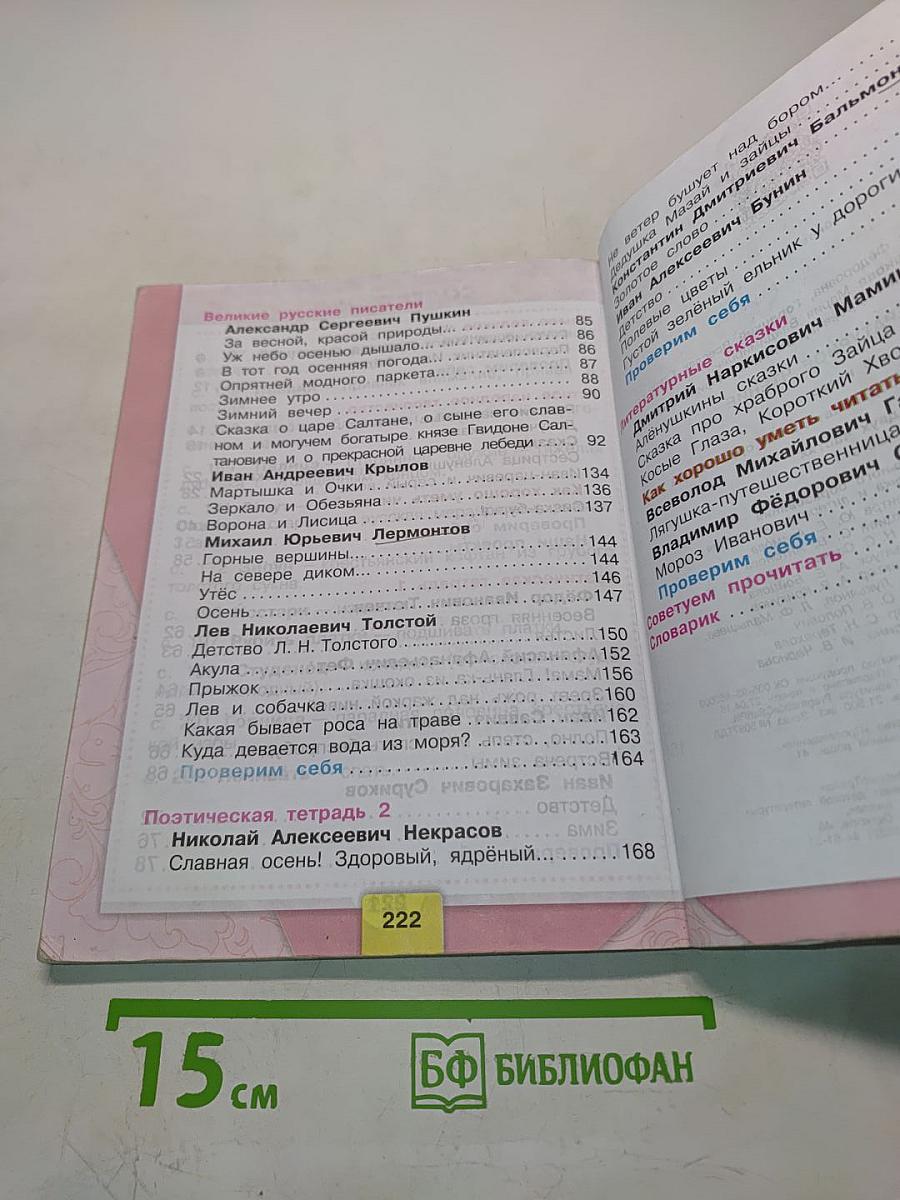 Великие русские писатели
Александр Сергеевич Пушкин
За весной, красой природы... 85
Уж небо осенью дышало... 86
В тот год осенняя погода... 86
Опрятней модного паркета... 87
Зимнее утро 88
Зимний вечер 90
Сказка о царе Салтане, о сыне его слав-
ном и могучем богатыре князе Гвидоне Сал-
тановиче и о прекрасной царевне лебеди 92
Иван Андреевич Крылов
Мартышка и Очки 134
Зеркало и Обезьяна 136
Ворона и Лисица 137
Михаил Юрьевич Лермонтов
Горные вершины... 144
На севере диком... 144
Утёс 146
Осень 147
Лев Николаевич Толстой
Детство Л. Н. Толстого 150
Акула 152
Прыжок 156
Лев и собачка 160
Какая бывает роса на траве 162
Куда девается вода из моря? 163
Проверим себя 164
Поэтическая тетрадь 2
Николай Алексеевич Некрасов
Славная осень! Здоровый, ядрёный... 168
222
не ветер бушует над бором...
Дедушка Мазай и зайцы
Константин Дмитриевич Бальмон
Золотое слово
Иван Алексеевич Бунин
Детство
Полевые цветы
Густой зелёный ельник у дороги
Проверим себя
Литературные сказки
Дмитрий Наркисович Мамин
Алёнушкины сказки
Сказка про храброго Зайца
Косые Глаза, Короткий Хво
Как хорошо уметь читать
Всеволод Михайлович Га
Лягушка-путешественница
Владимир Фёдорович О
Мороз Иванович
Проверим себя
Советуем прочитать
Словарик
15 см
БФ БИБЛИОФАН